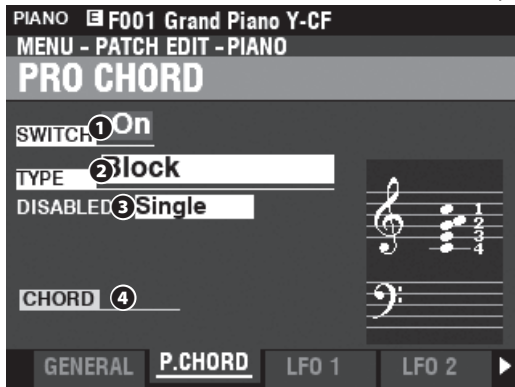 PIANO E F001 Grand Piano Y-CF
MENU - PATCH EDIT - PIANO
PRO CHORD
SWITCH 1 On
TYPE 2 Block
DISABLED 3 Single
1
2
3
4
CHORD 4
GENERAL P.CHORD LFO 1 LFO 2